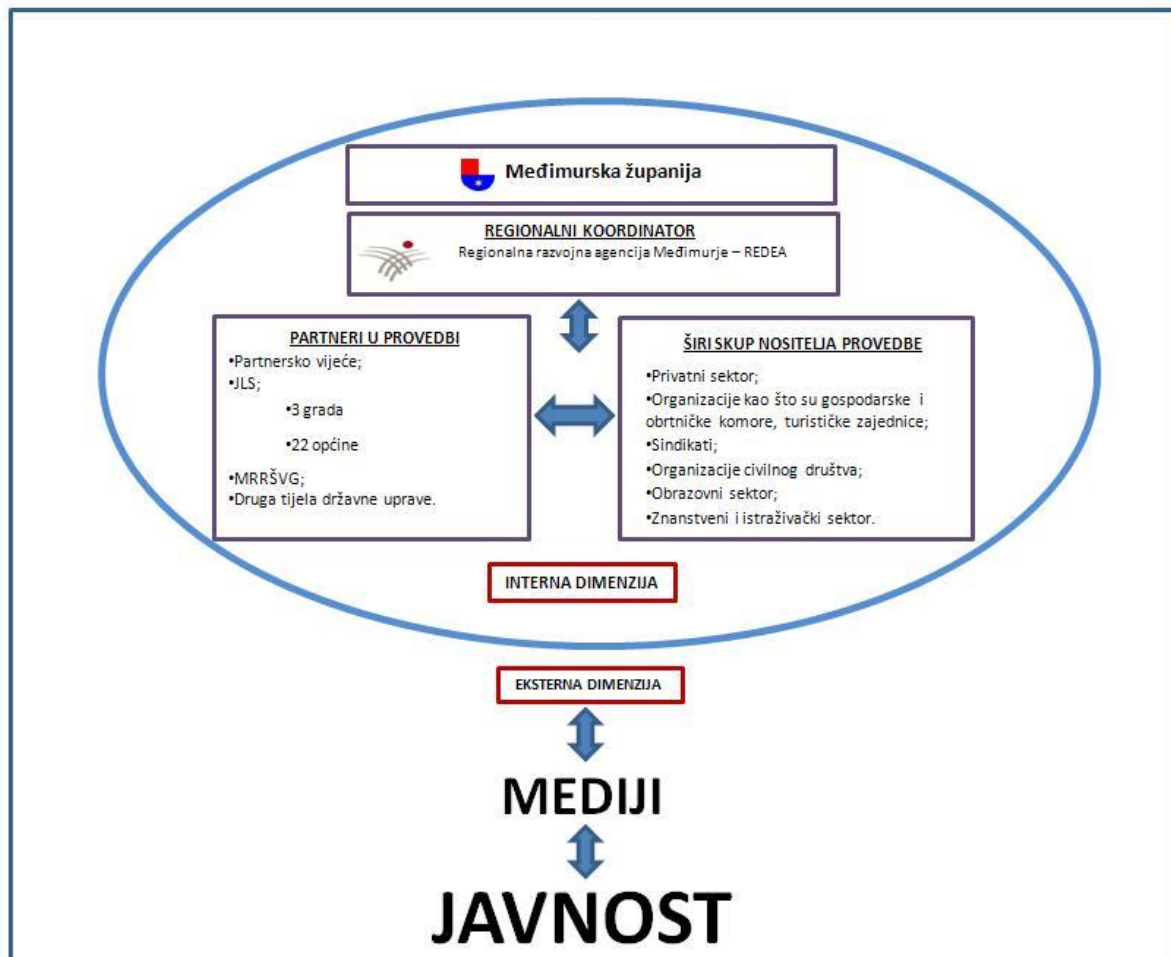 Međimurska županija
REGIONALNI KOORDINATOR
Regionalna razvojna agencija Međimurje – REDEA
PARTNERI U PROVEDBI
•Partnersko vijeće;
•JLS;
•3 grada
•22 općine
•MRRŠVG;
•Druga tijela državne uprave.
ŠIRI SKUP NOSITELJA PROVEDBE
•Privatni sektor;
•Organizacije kao što su gospodarske i
obrtničke komore, turističke zajednice;
•Sindikati;
•Organizacije civilnog društva;
•Obrazovni sektor;
•Znanstveni i istraživački sektor.
INTERNA DIMENZIJA
EKSTERNA DIMENZIJA
MEDIJI
JAVNOST